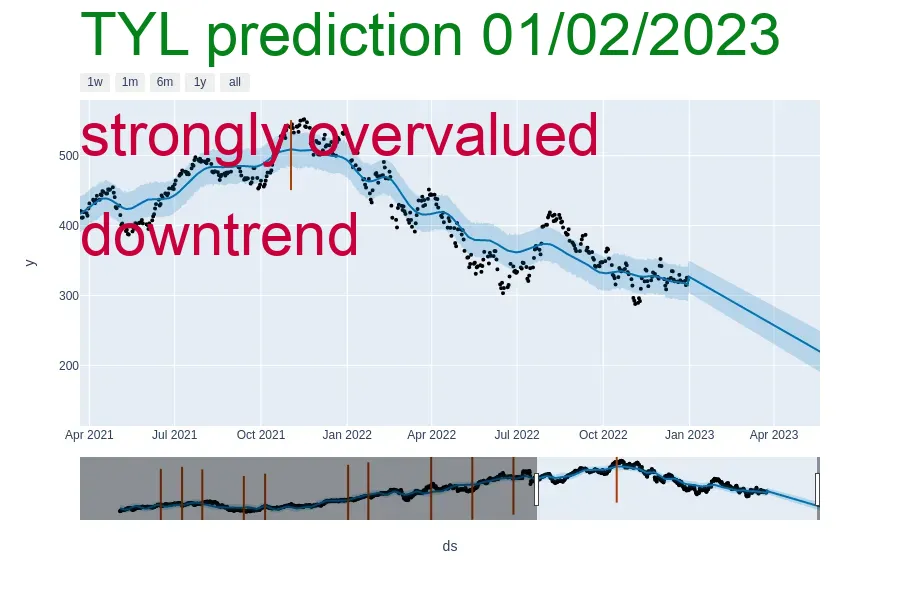 TYL prediction 01/02/2023
1w 1m 6m 1y all
strongly overvalued
downtrend
500
400
300
200
y
Apr 2021 Jul 2021 Oct 2021 Jan 2022 Apr 2022 Jul 2022 Oct 2022 Jan 2023 Apr 2023
ds